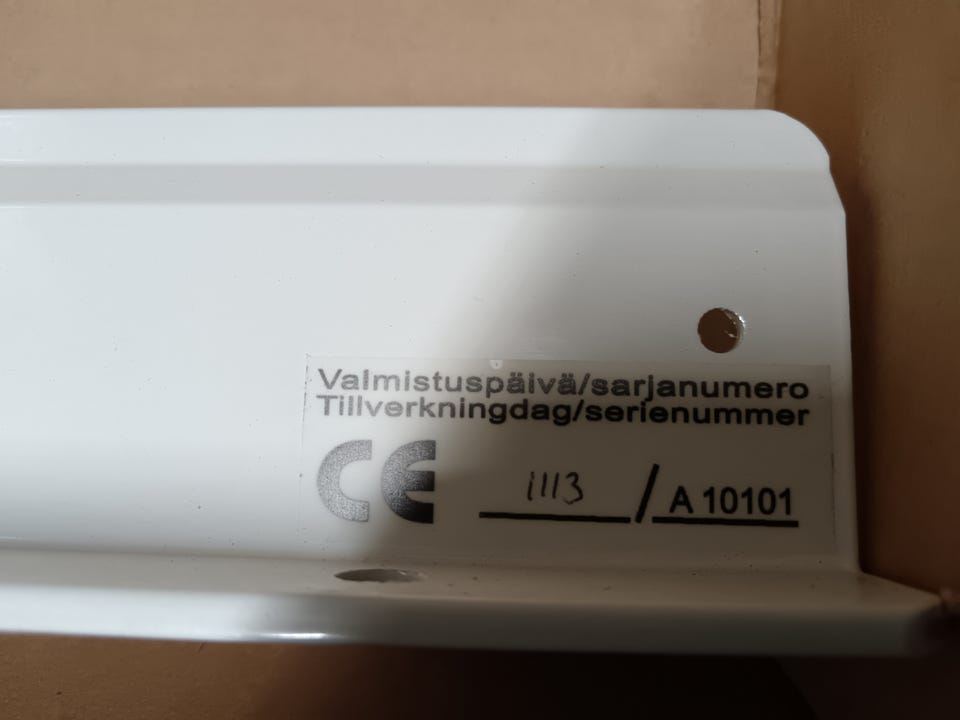 Valmistuspäivä/sarjanumero
Tillverkningdag/serienummer
CE 1113 / A 10101